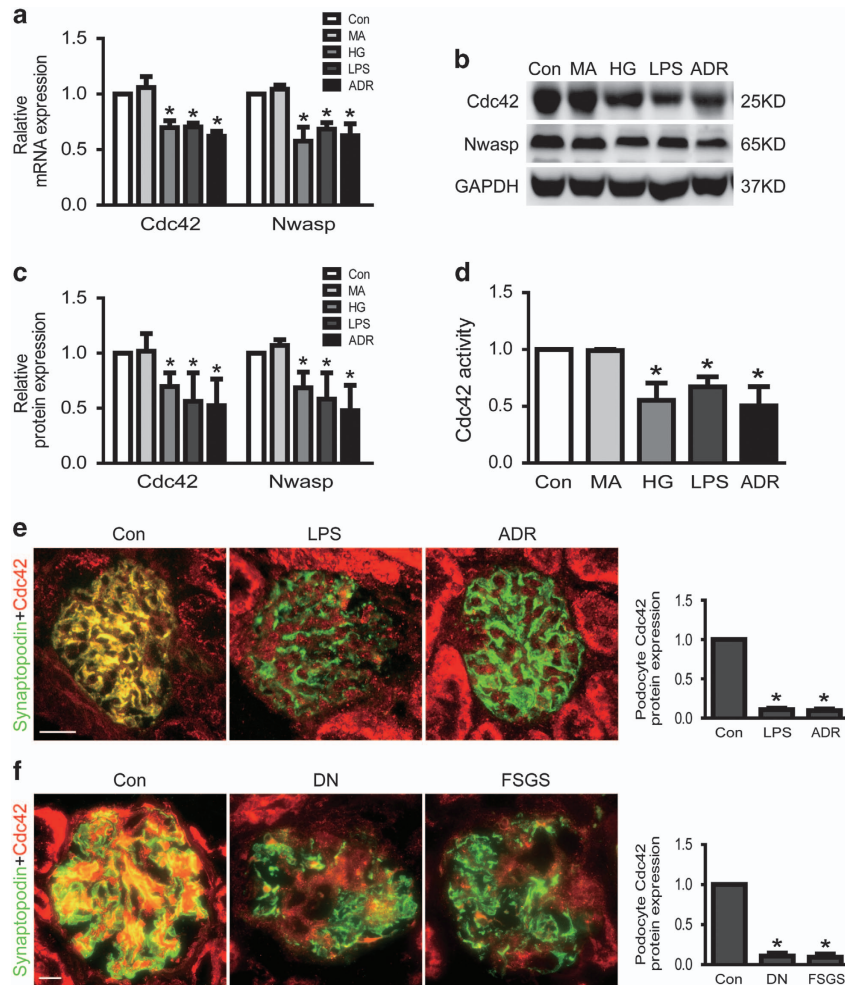 a
Con
MA
HG
LPS
ADR
Ralative
mRNA expression
1.5
1.0
0.5
0.0
* * *
* * *
Cdc42 Nwasp
b
Con MA HG LPS ADR
Cdc42 25KD
Nwasp 65KD
GAPDH 37KD
c
Con
MA
HG
LPS
ADR
Relative
protein expression
1.5
1.0
0.5
0.0
* * *
* * *
Cdc42 Nwasp
d
Cdc42 activity
1.5
1.0
0.5
0.0
* * *
Con MA HG LPS ADR
e
Con LPS ADR
Synaptopodin+Cdc42
Podocyte Cdc42
protein expression
1.5
1.0
0.5
0.0
* *
Con LPS ADR
f
Con DN FSGS
Synaptopodin+Cdc42
Podocyte Cdc42
protein expression
1.5
1.0
0.5
0.0
* *
Con DN FSGS